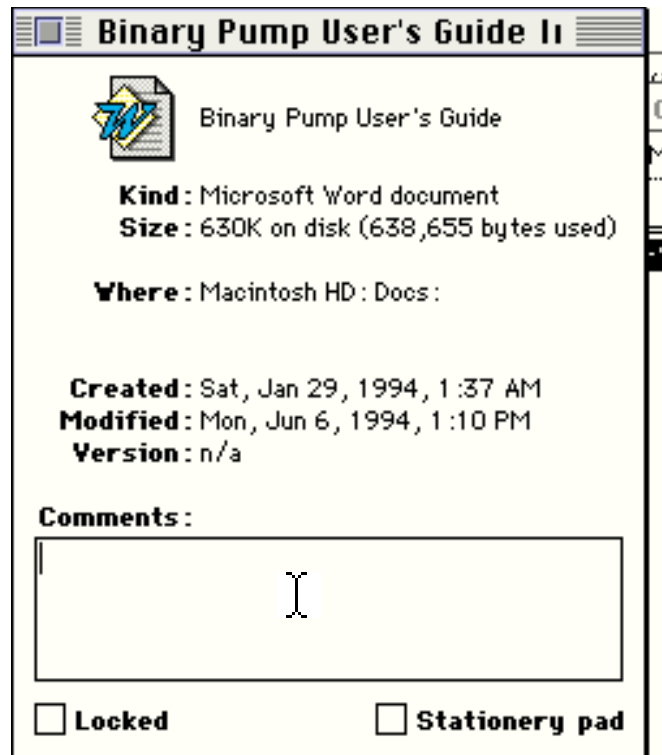 Binary Pump User's Guide I
Binary Pump User's Guide
Kind: Microsoft Word document
Size: 630K on disk (638,655 bytes used)
Where: Macintosh HD: Docs:
Created: Sat, Jan 29, 1994, 1:37 AM
Modified: Mon, Jun 6, 1994, 1:10 PM
Version: n/a
Comments:
Locked
Stationery pad